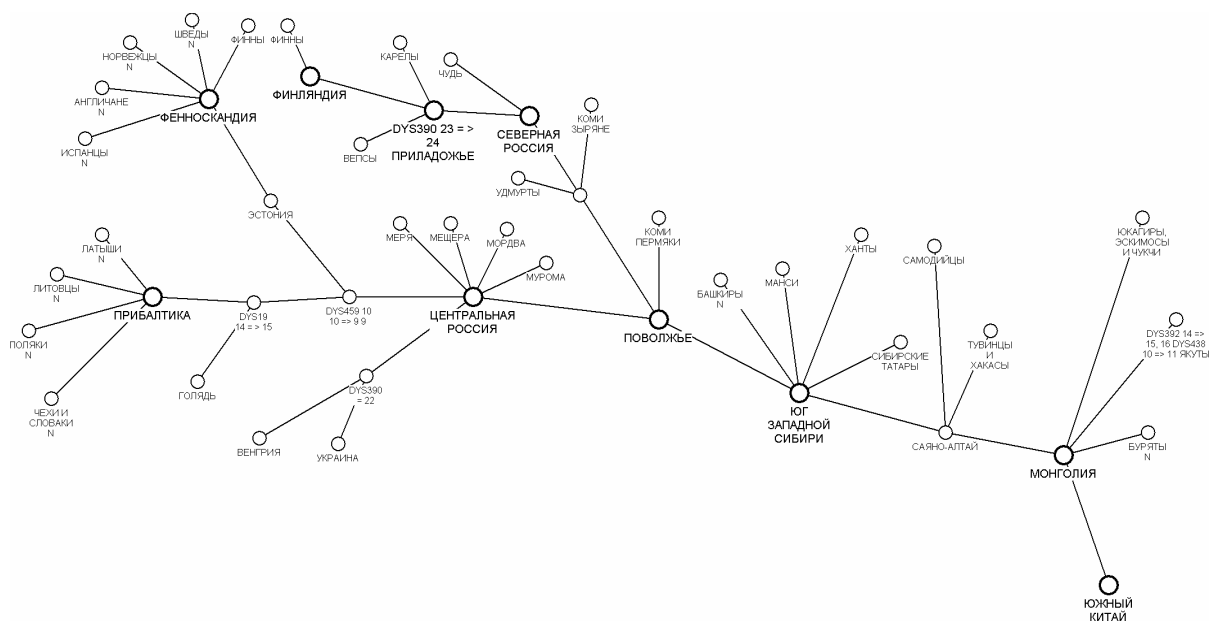 ШВЕДЫ
N
ФИННЫ
ФИННЫ
НОРВЕЖЦЫ
N
КАРЕЛЫ
ЧУДЬ
АНГЛИЧАНЕ
N
ФИНЛЯНДИЯ
ФЕННОСКАНДИЯ
КОМИ
ЗЫРЯНЕ
DYS390 23 = >
24
ПРИЛАДОЖЬЕ
СЕВЕРНАЯ
РОССИЯ
ИСПАНЦЫ
N
ВЕПСЫ
УДМУРТЫ
ЭСТОНИЯ
ЛАТЫШИ
N
МЕРЯ
МЕЩЕРА
МОРДВА
КОМИ
ПЕРМЯКИ
ХАНТЫ
САМОДИЙЦЫ
ЮКАГИРЫ,
ЭСКИМОСЫ
И ЧУКЧИ
ЛИТОВЦЫ
N
МУРОМА
БАШКИРЫ
N
МАНСИ
ПРИБАЛТИКА
DYS19
14 = > 15
DYS459 10
10 => 9 9
ЦЕНТРАЛЬНАЯ
РОССИЯ
ПОВОЛЖЬЕ
ПОЛЯКИ
N
СИБИРСКИЕ
ТАТАРЫ
ТУВИНЦЫ
И
ХАКАСЫ
DYS392 14 =>
15, 16 DYS438
10 => 11 ЯКУТЫ
ГОЛЯДЬ
DYS390
= 22
ЧЕХИ И
СЛОВАКИ
N
ВЕНГРИЯ
УКРАИНА
ЮГ
ЗАПАДНОЙ
СИБИРИ
САЯНО-АЛТАЙ
БУРЯТЫ
N
МОНГОЛИЯ
ЮЖНЫЙ
КИТАЙ